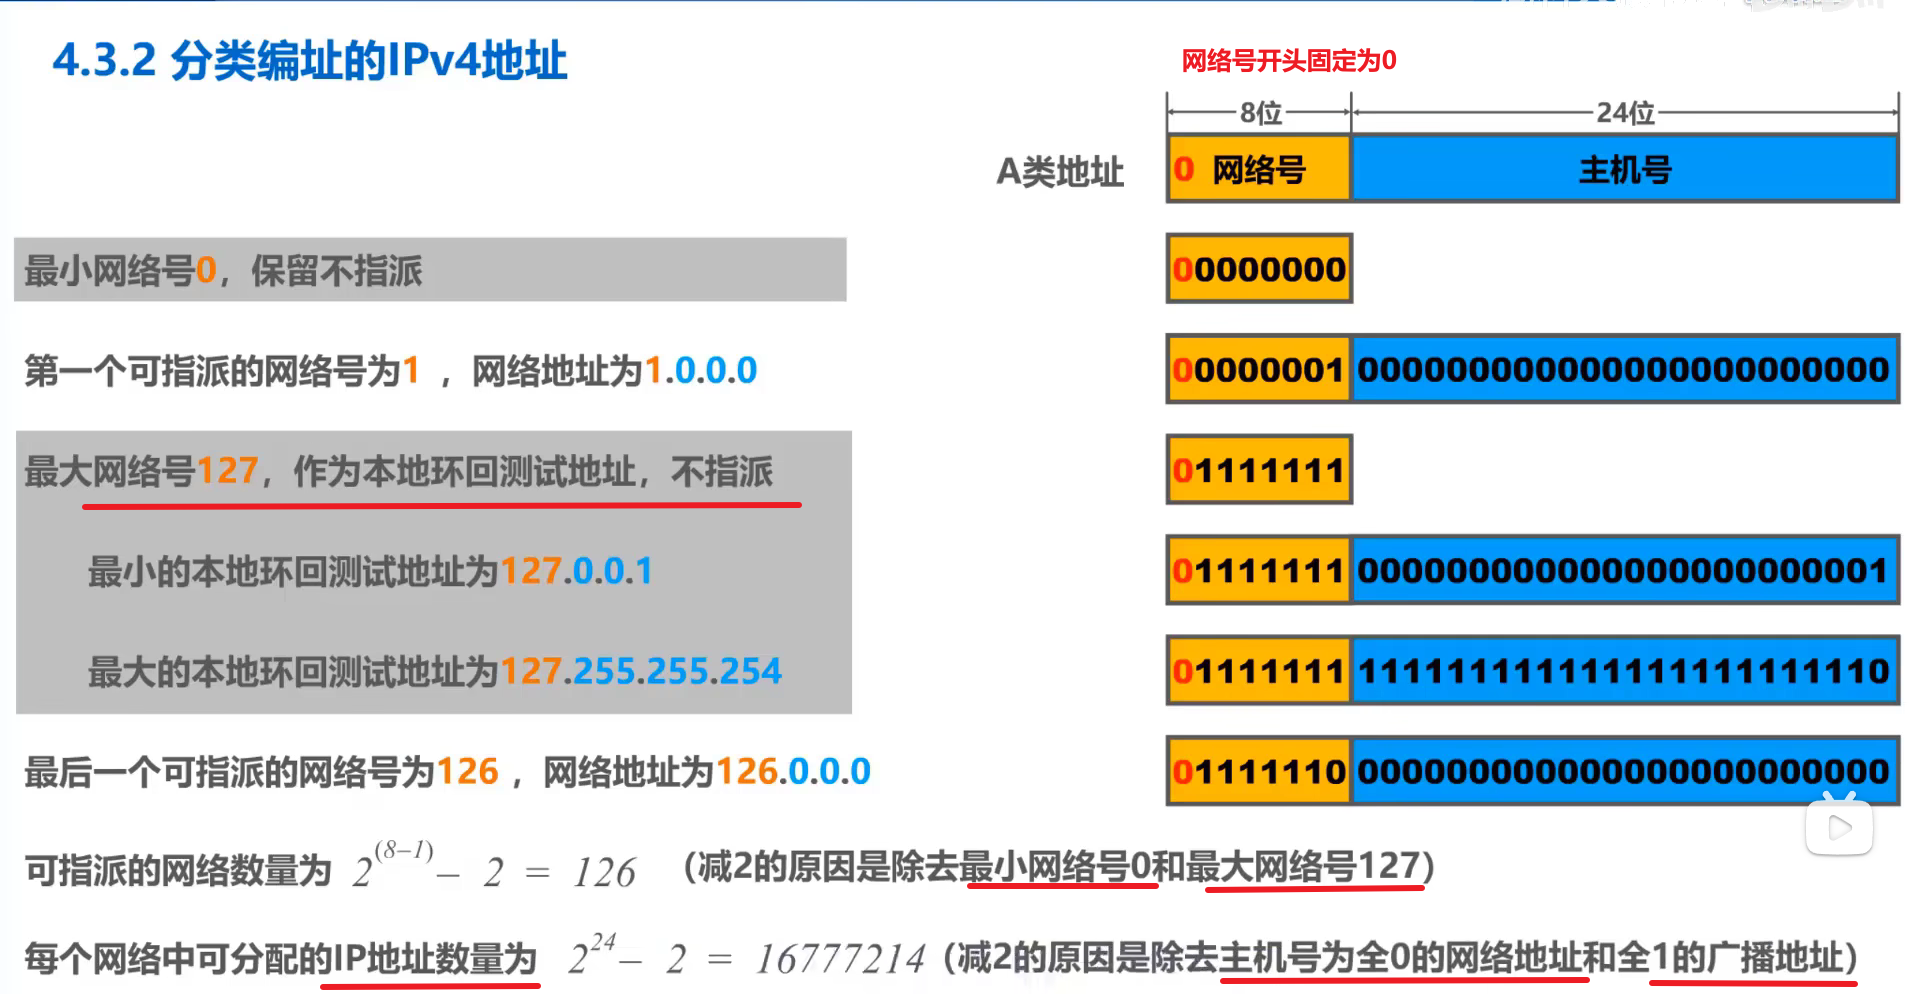 4.3.2 分类编址的IPv4地址
网络号开头固定为0
8位 24位
A类地址 0 网络号 主机号
最小网络号0，保留不指派 00000000
第一个可指派的网络号为1 ，网络地址为1.0.0.0 00000001 000000000000000000000000
最大网络号127，作为本地环回测试地址，不指派 01111111
最小的本地环回测试地址为127.0.0.1 01111111 000000000000000000000001
最大的本地环回测试地址为127.255.255.254 01111111 111111111111111111111110
最后一个可指派的网络号为126 ，网络地址为126.0.0.0 01111110 000000000000000000000000
可指派的网络数量为 2^(8-1) – 2 = 126 （减2的原因是除去最小网络号0和最大网络号127）
每个网络中可分配的IP地址数量为 2^24 – 2 = 16777214（减2的原因是除去主机号为全0的网络地址和全1的广播地址）